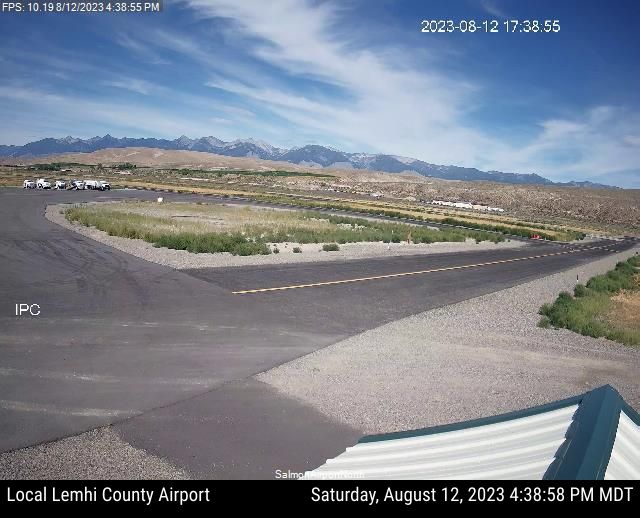 FPS: 10.19 8/12/2023 4:38:55 PM
2023-08-12 17:38:55
IPC
SalmonAirportNorth
Local Lemhi County Airport
Saturday, August 12, 2023 4:38:58 PM MDT